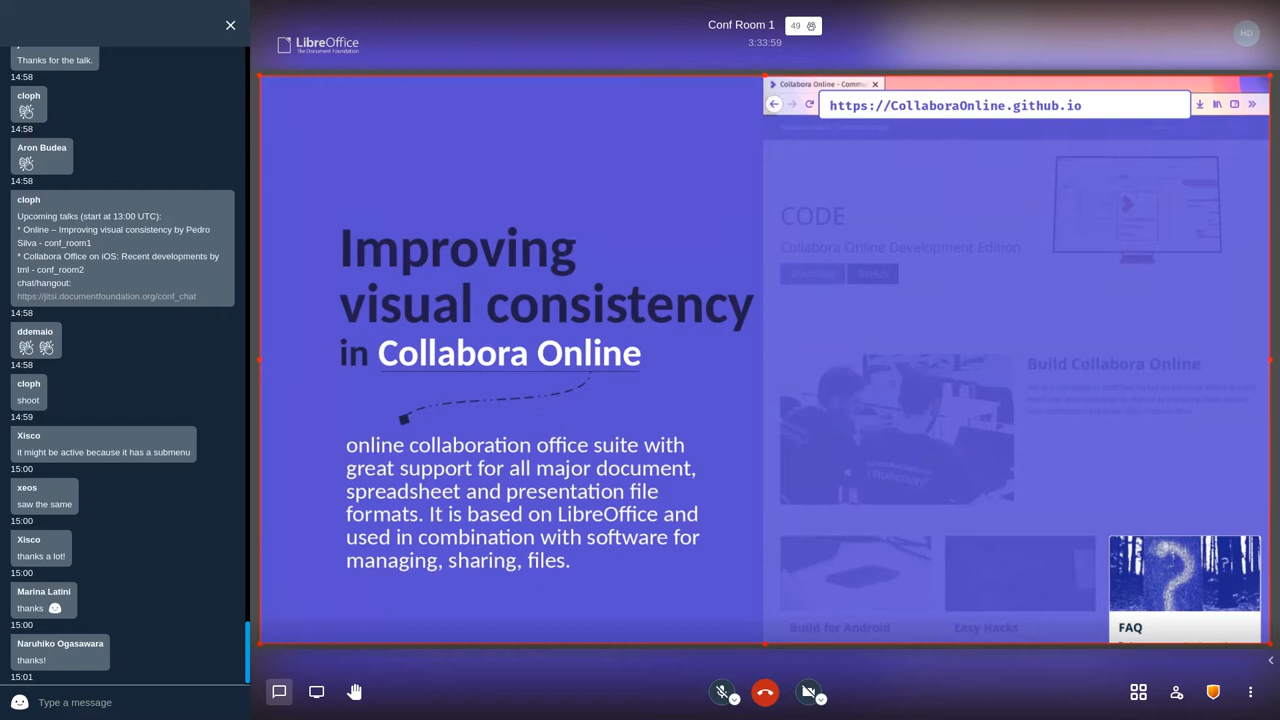 Thanks for the talk.
14:58
cloph
14:58
Aron Budea
14:58
cloph
Upcoming talks (start at 13:00 UTC):
* Online – Improving visual consistency by Pedro
Silva - conf_room1
* Collabora Office on iOS: Recent developments by
tml - conf_room2
chat/hangout:
https://jitsi.documentfoundation.org/conf_chat
14:58
ddemaio
14:58
cloph
shoot
14:59
Xisco
it might be active because it has a submenu
15:00
xeos
saw the same
15:00
Xisco
thanks a lot!
15:00
Marina Latini
thanks
15:00
Naruhiko Ogasawara
thanks!
15:01
Type a message
LibreOffice
The Document Foundation
Conf Room 1
49
3:33:59
HD
Improving
visual consistency
in Collabora Online
online collaboration office suite with
great support for all major document,
spreadsheet and presentation file
formats. It is based on LibreOffice and
used in combination with software for
managing, sharing, files.
Collabora Online - Commu
https://CollaboraOnline.github.io
CODE
Collabora Online Development Edition
GitHub
Build Collabora Online
Build for Android
Easy Hacks
FAQ